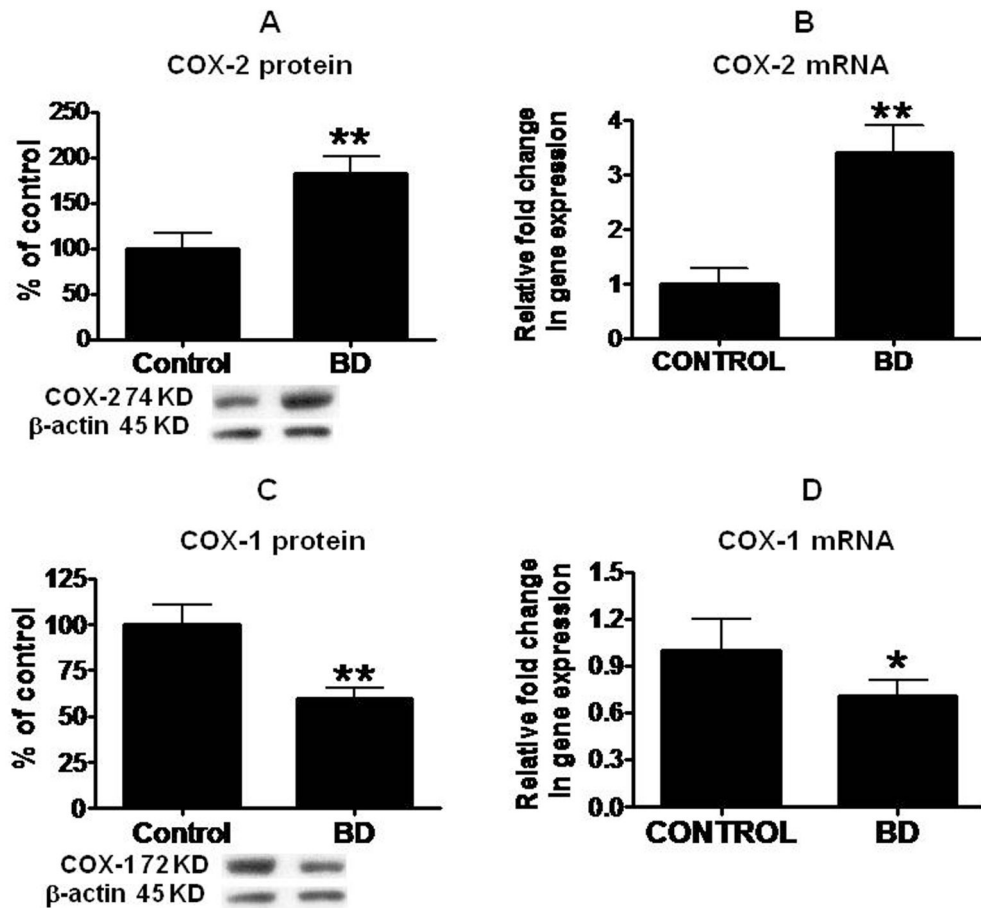 A
COX-2 protein
% of control
250
200
150
100
50
0
**
Control BD
COX-2 74 KD
β-actin 45 KD
B
COX-2 mRNA
Relative fold change
In gene expression
4
3
2
1
0
**
CONTROL BD
C
COX-1 protein
% of control
125
100
75
50
25
0
**
Control BD
COX-1 72 KD
β-actin 45 KD
D
COX-1 mRNA
Relative fold change
In gene expression
1.5
1.2
0.9
0.6
0.3
0.0
*
CONTROL BD